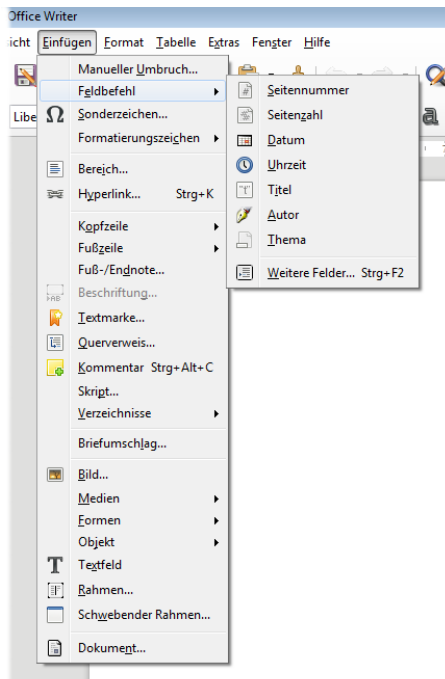 Office Writer
icht Einfügen Format Tabelle Extras Fenster Hilfe
Manueller Umbruch...
Feldbefehl
Sonderzeichen...
Formatierungszeichen
Bereich...
Hyperlink... Strg+K
Kopfzeile
Fußzeile
Fuß-/Endnote...
Beschriftung...
Textmarke...
Querverweis...
Kommentar Strg+Alt+C
Skript...
Verzeichnisse
Briefumschlag...
Bild...
Medien
Formen
Objekt
Textfeld
Rahmen...
Schwebender Rahmen...
Dokument...
Seitennummer
Seitenzahl
Datum
Uhrzeit
Titel
Autor
Thema
Weitere Felder... Strg+F2
Libe